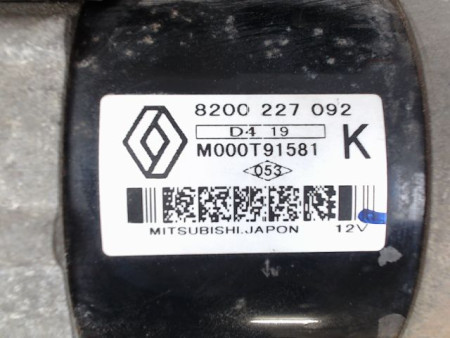 8200 227 092
D4 19
M000T91581 K
053
MITSUBISHI.JAPON 12V